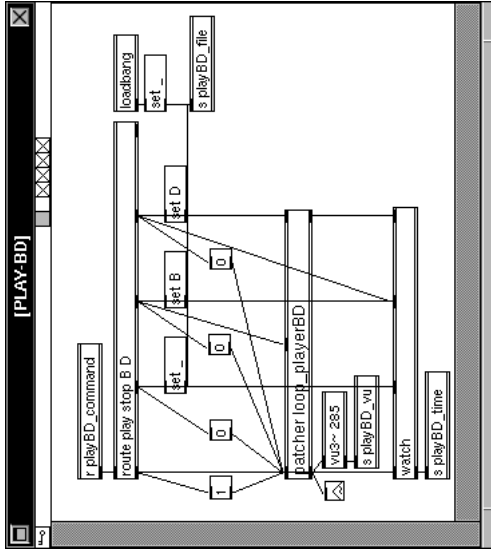 [PLAY-BD]
r playBD_command
loadbang
route play stop B D
set _
set _
set B
set D
s playBD_file
1
0
0
0
patcher loop_playerBD
vu3~ 285
s playBD_vu
watch
s playBD_time